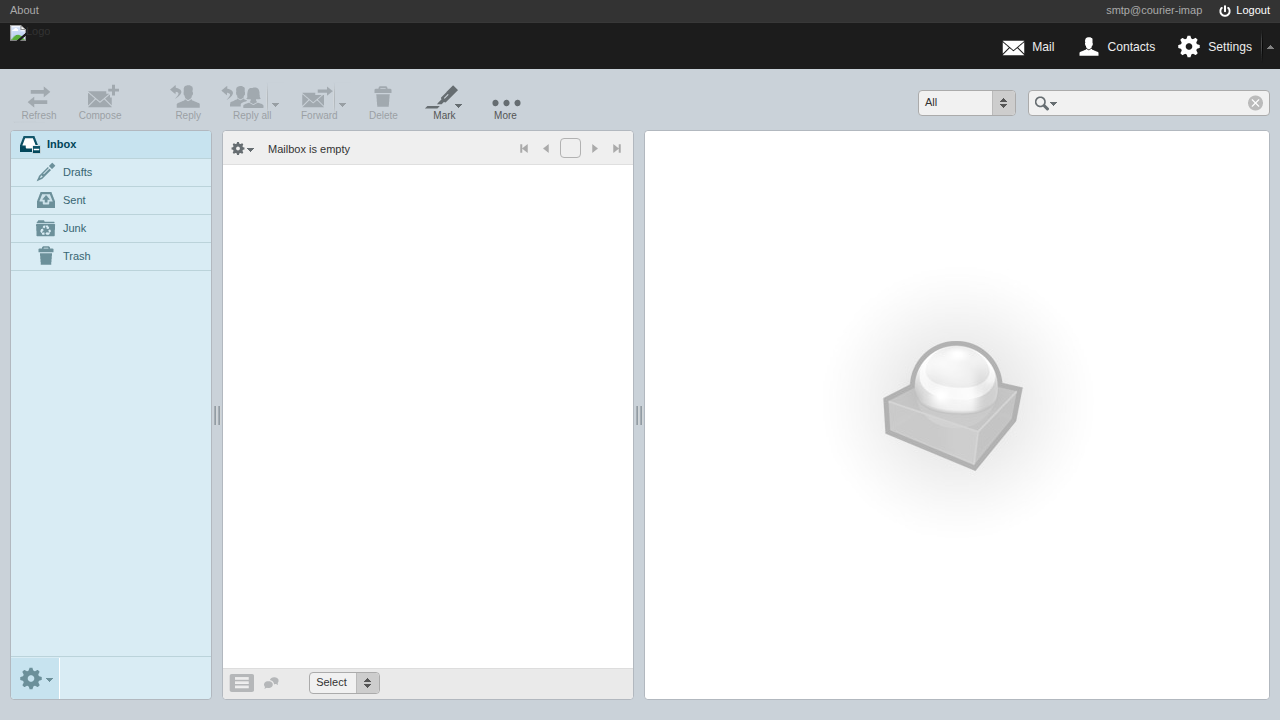 About
smtp@courier-imap
Logout
Logo
Mail
Contacts
Settings
Refresh
Compose
Reply
Reply all
Forward
Delete
Mark
More
All
Inbox
Drafts
Sent
Junk
Trash
Mailbox is empty
Select